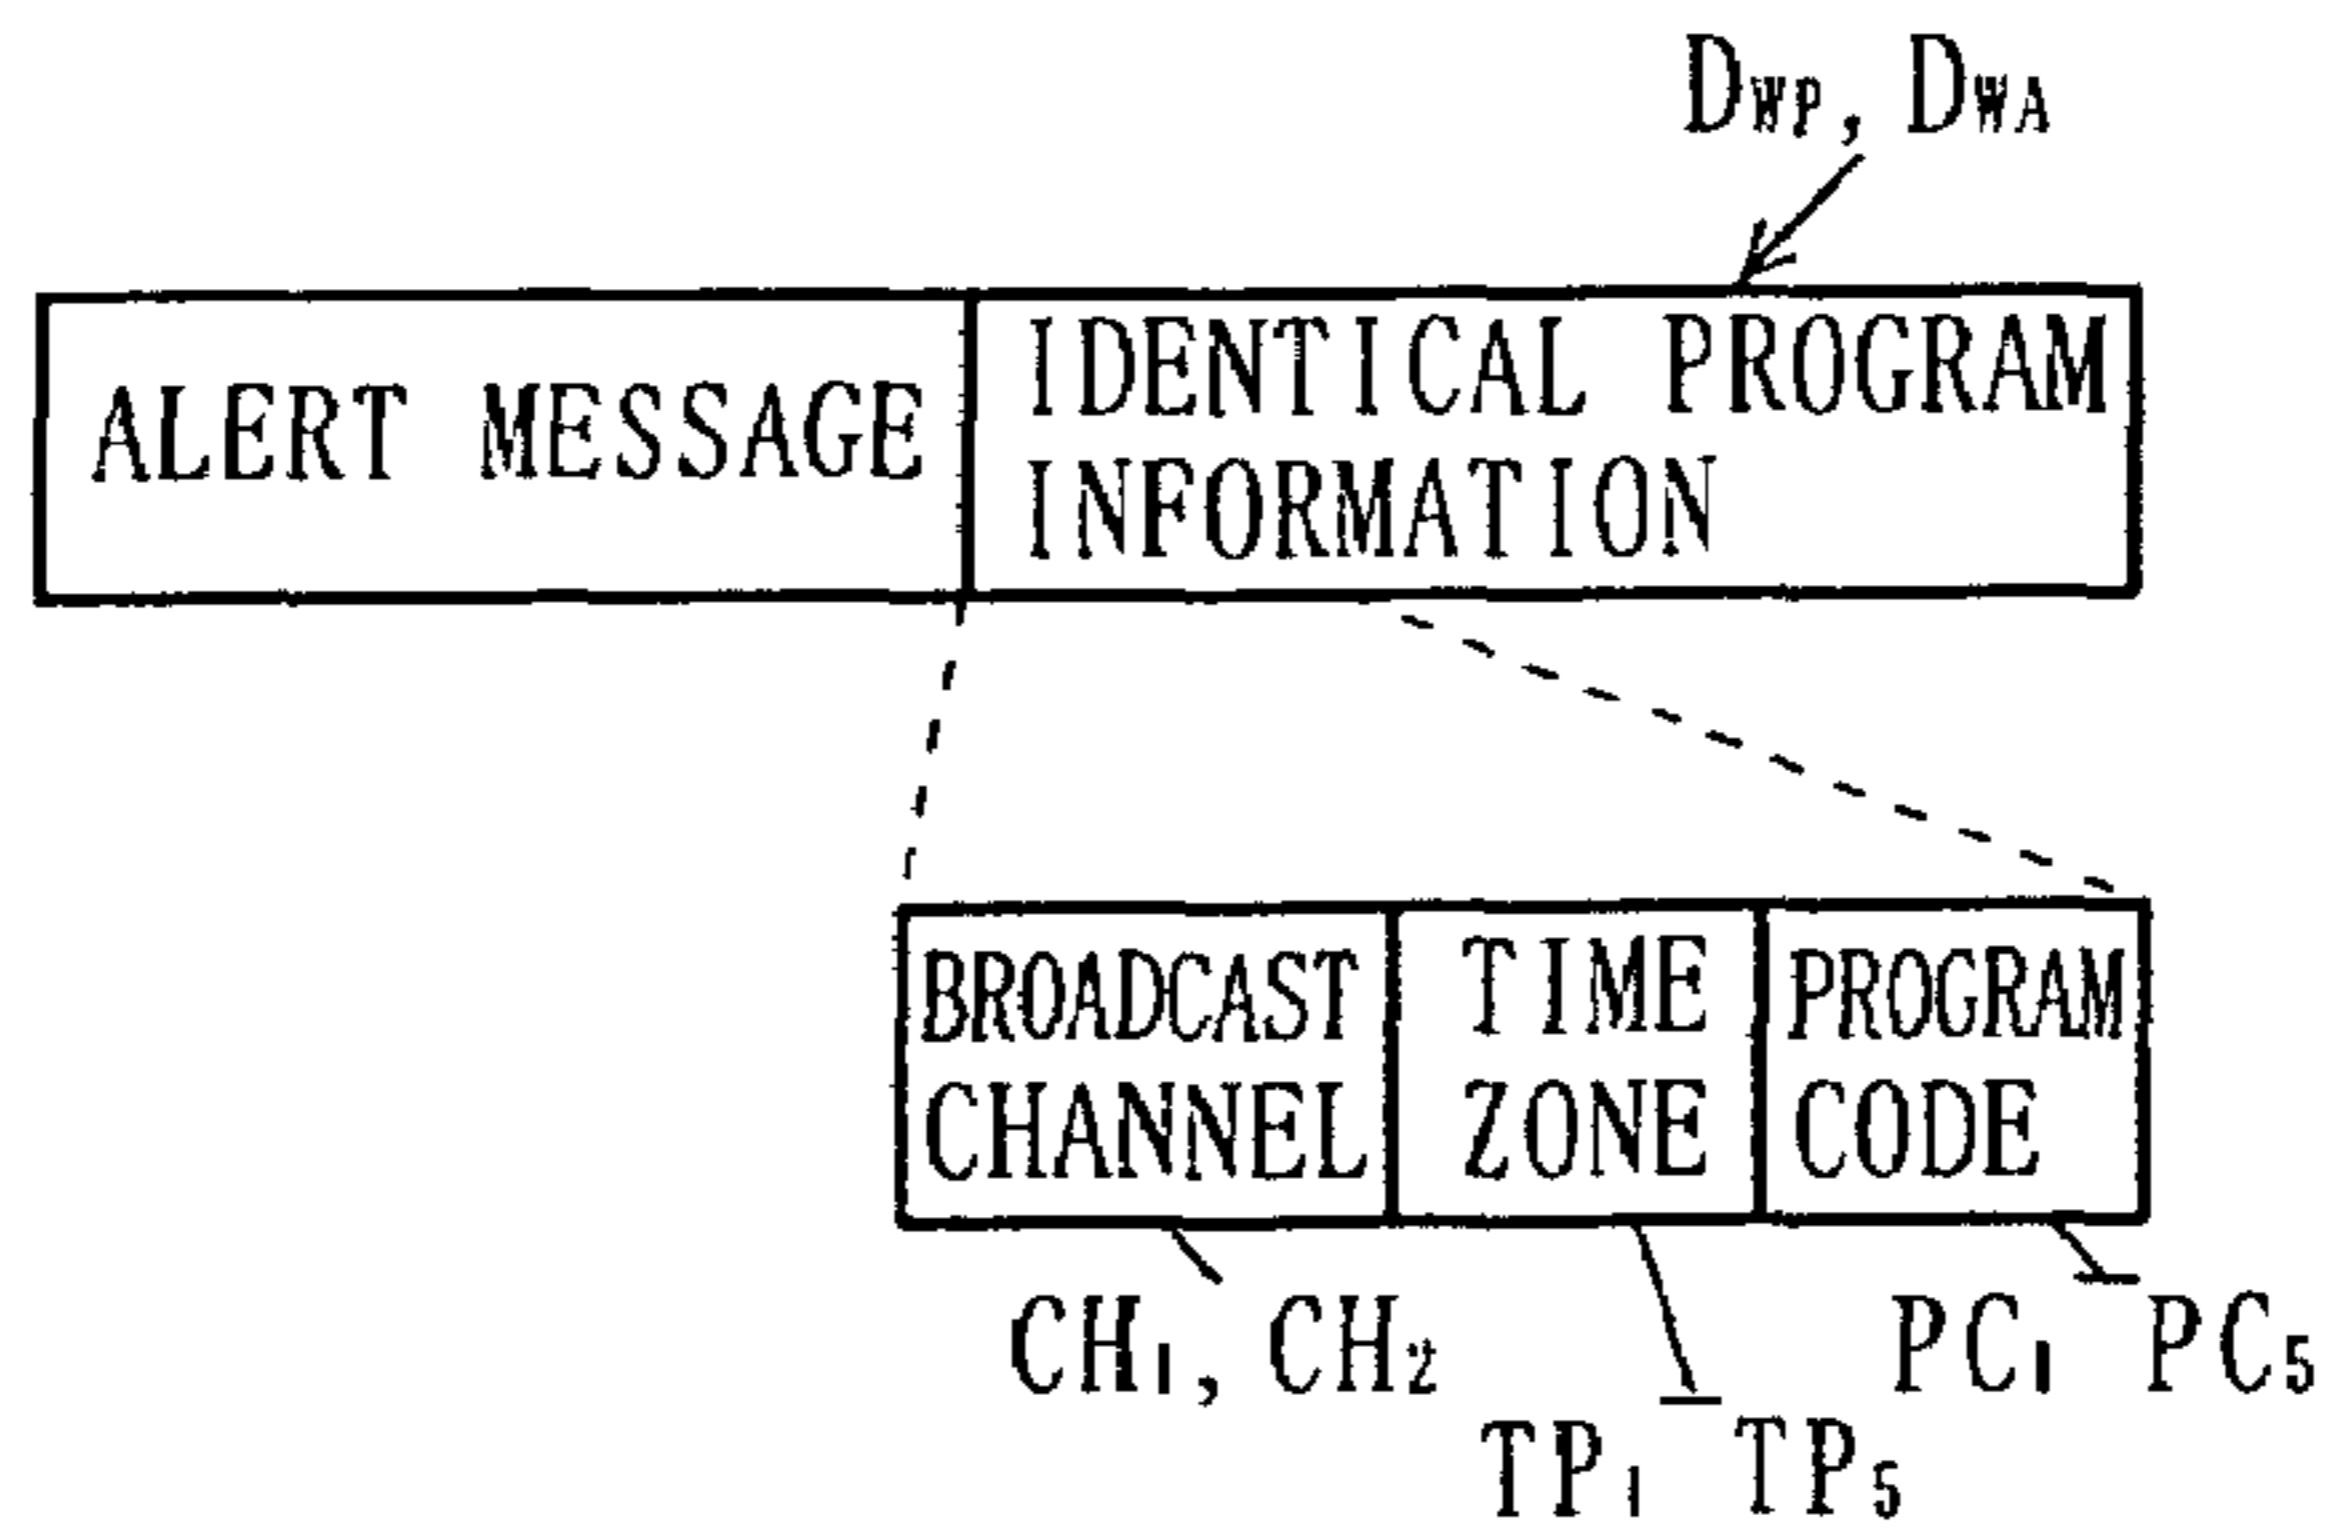 DWP, DWA
ALERT MESSAGE
IDENTICAL PROGRAM
INFORMATION
BROADCAST
CHANNEL
TIME
ZONE
PROGRAM
CODE
CH1, CH2
TP1-TP5
PC1-PC5